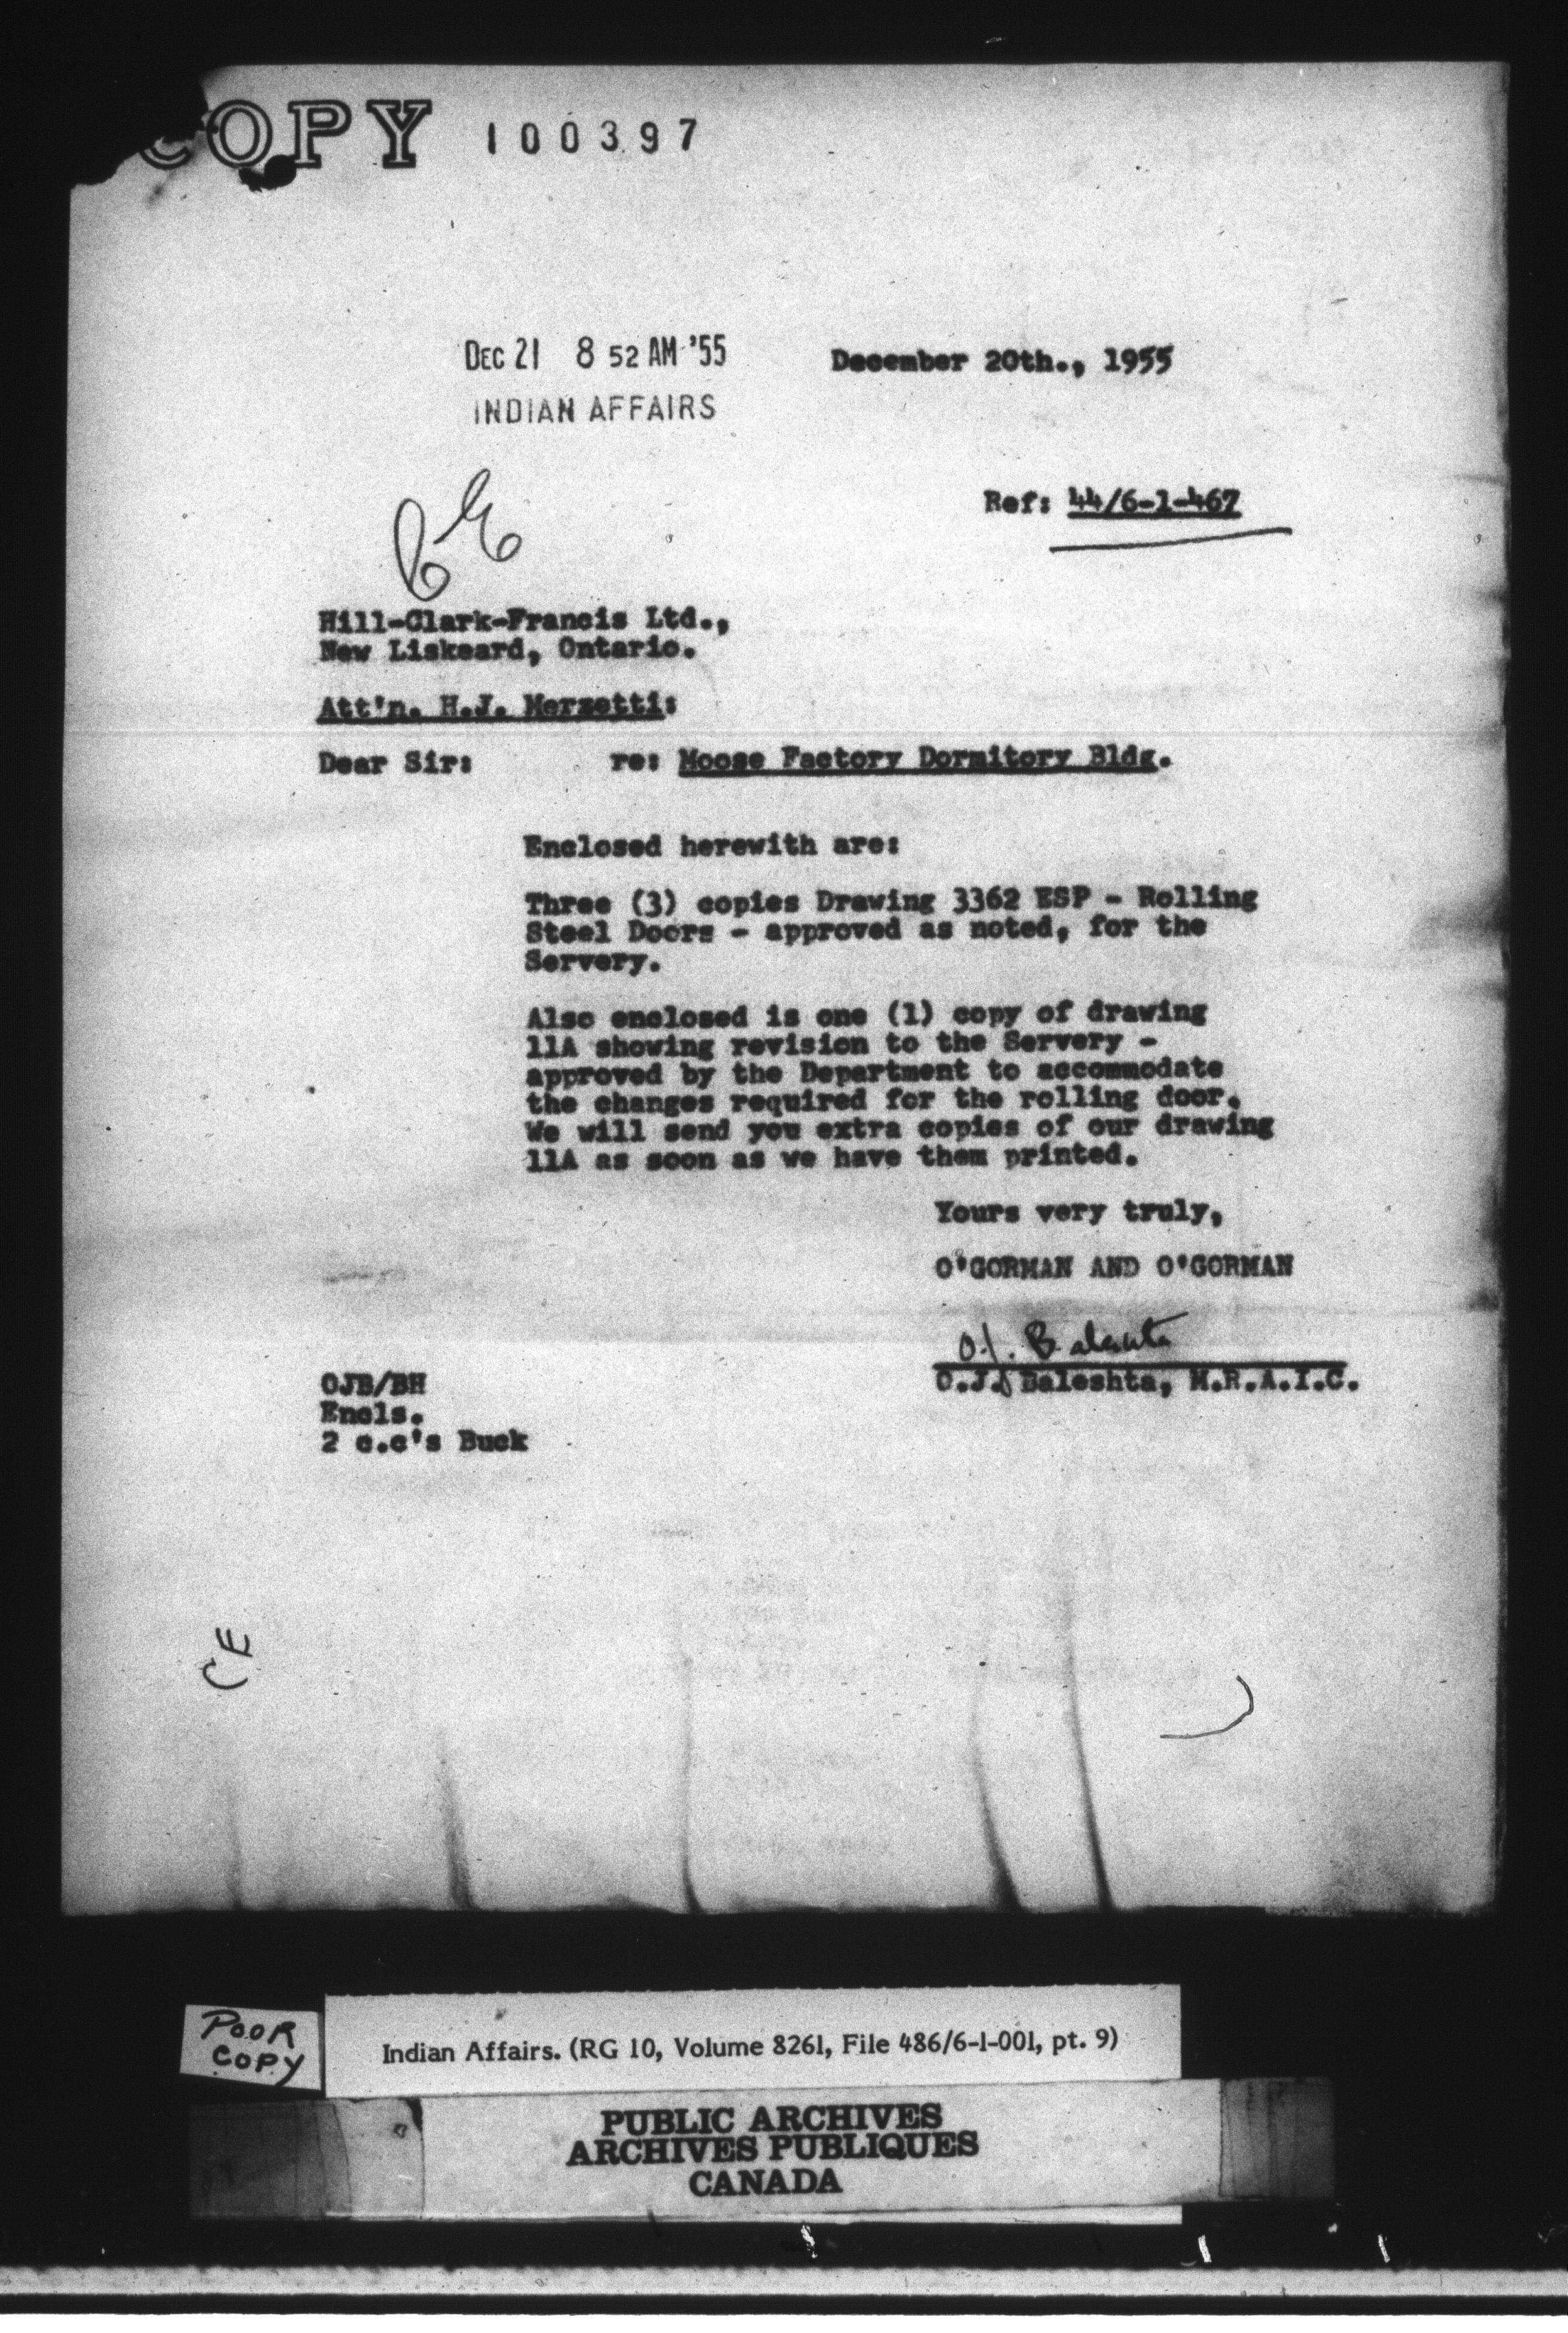 COPY 100397
DEC 21 8 52 AM '55
INDIAN AFFAIRS
December 20th., 1955
Ref: 44/6-1-467
Hill-Clark-Francis Ltd.,
New Liskeard, Ontario.
Att'n. H.J. Merzetti:
Dear Sir: re: Moose Factory Dormitory Bldg.
Enclosed herewith are:
Three (3) copies Drawing 3362 ESP - Rolling
Steel Doors - approved as noted, for the
Servery.
Also enclosed is one (1) copy of drawing
11A showing revision to the Servery -
approved by the Department to accommodate
the changes required for the rolling door.
We will send you extra copies of our drawing
11A as soon as we have them printed.
Yours very truly,
O'GORMAN AND O'GORMAN
O.J. Baleshta
O.J. Baleshta, M.R.A.I.C.
OJB/BH
Encls.
2 c.c's Buck
CE
POOR
COPY
Indian Affairs. (RG 10, Volume 8261, File 486/6-1-001, pt. 9)
PUBLIC ARCHIVES
ARCHIVES PUBLIQUES
CANADA